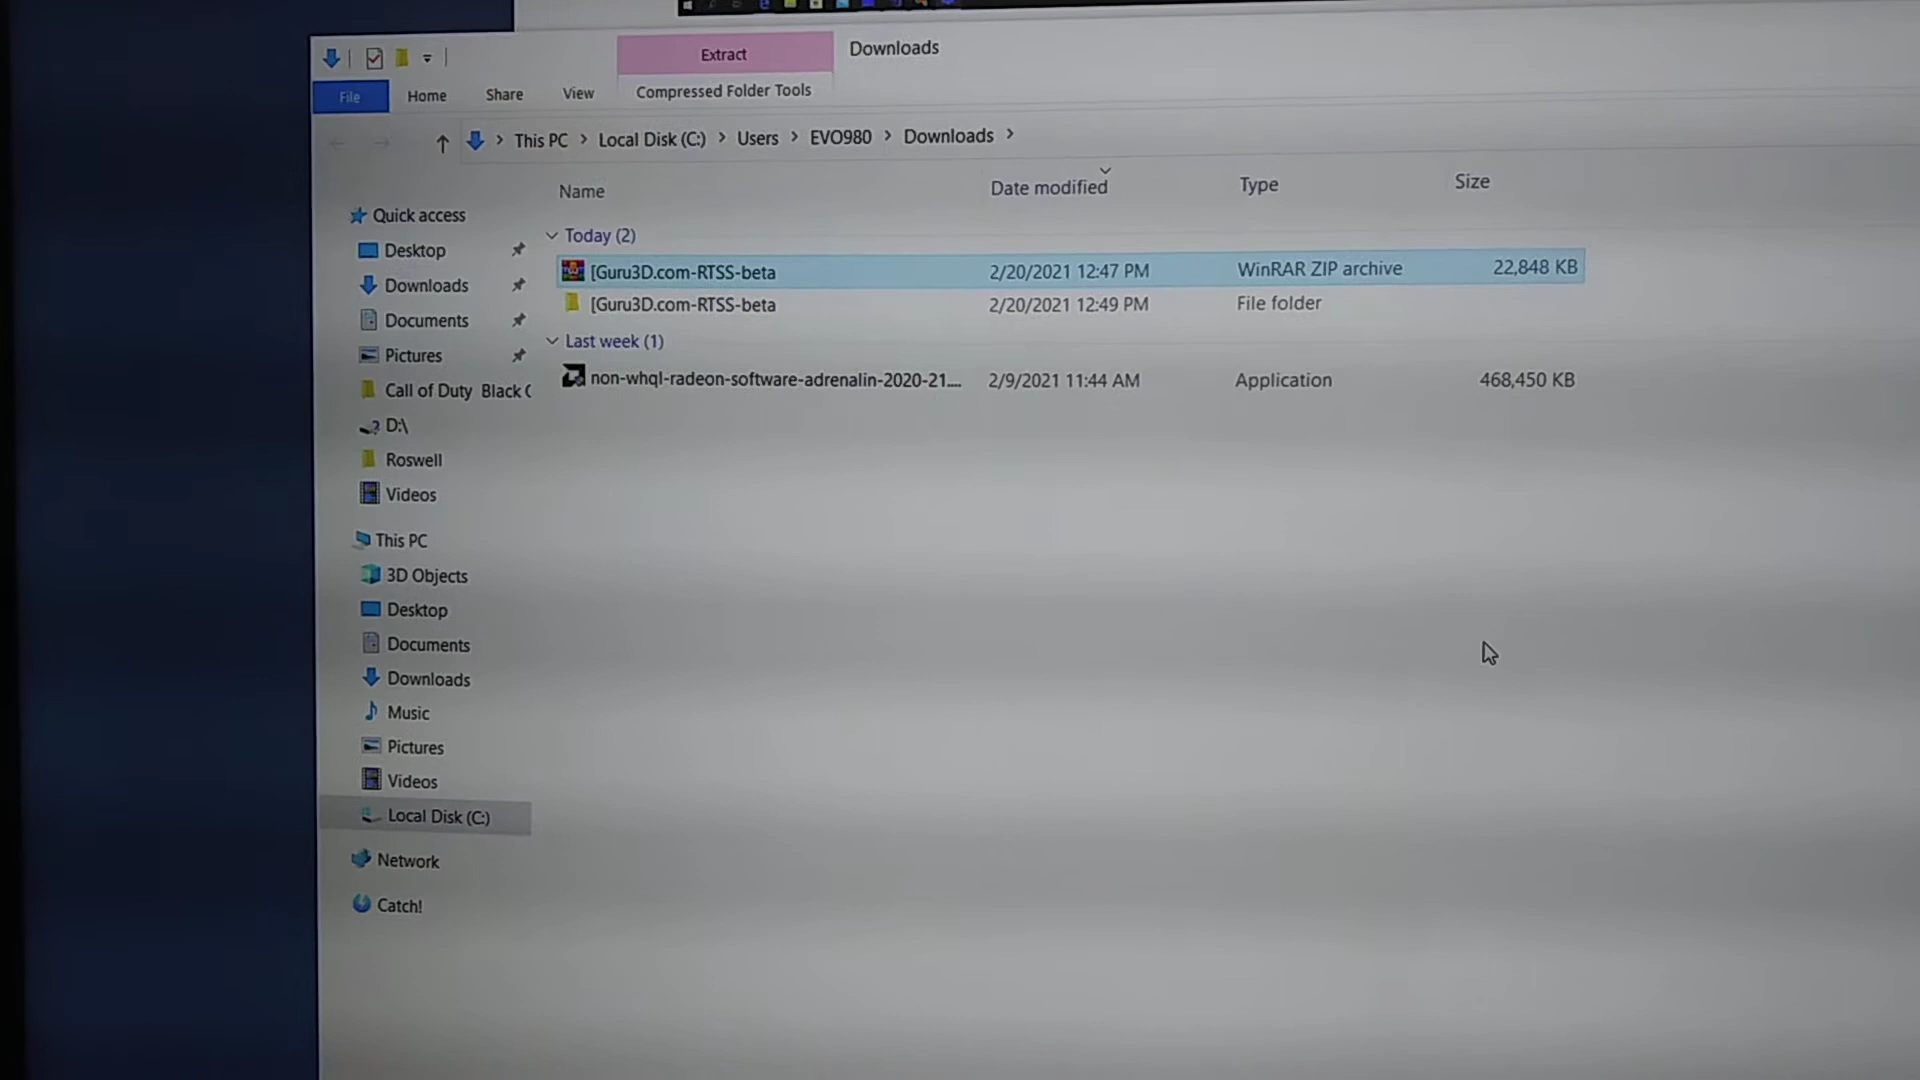 Extract
Downloads
File
Home
Share
View
Compressed Folder Tools
This PC
Local Disk (C:)
Users
EVO980
Downloads
Name
Date modified
Type
Size
Today (2)
[Guru3D.com-RTSS-beta 2/20/2021 12:47 PM WinRAR ZIP archive 22,848 KB
[Guru3D.com-RTSS-beta 2/20/2021 12:49 PM File folder
Last week (1)
non-whql-radeon-software-adrenalin-2020-21.... 2/9/2021 11:44 AM Application 468,450 KB
Quick access
Desktop
Downloads
Documents
Pictures
Call of Duty Black
D:\
Roswell
Videos
This PC
3D Objects
Desktop
Documents
Downloads
Music
Pictures
Videos
Local Disk (C:)
Network
Catch!